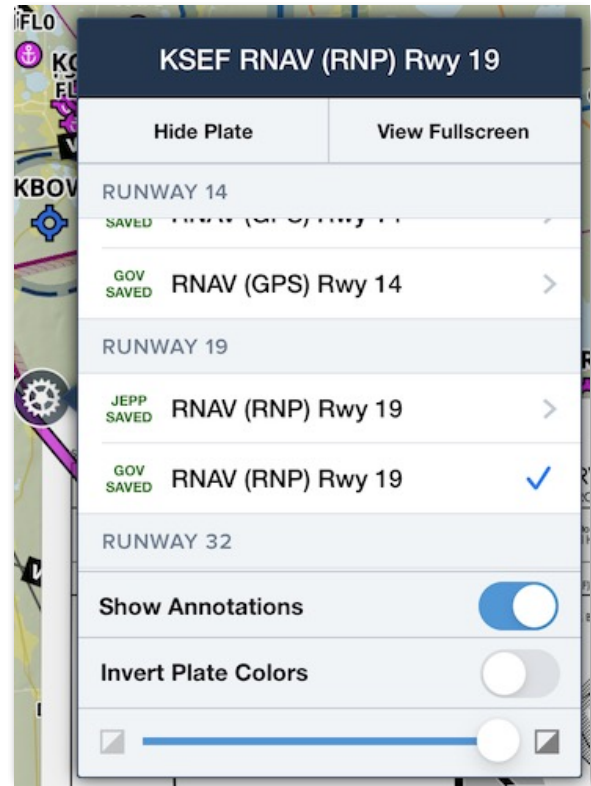 FLO
KSEF RNAV (RNP) Rwy 19
Hide Plate
View Fullscreen
KBOW
RUNWAY 14
SAVED
GOV
SAVED RNAV (GPS) Rwy 14
RUNWAY 19
JEPP
SAVED RNAV (RNP) Rwy 19
GOV
SAVED RNAV (RNP) Rwy 19
RUNWAY 32
Show Annotations
Invert Plate Colors